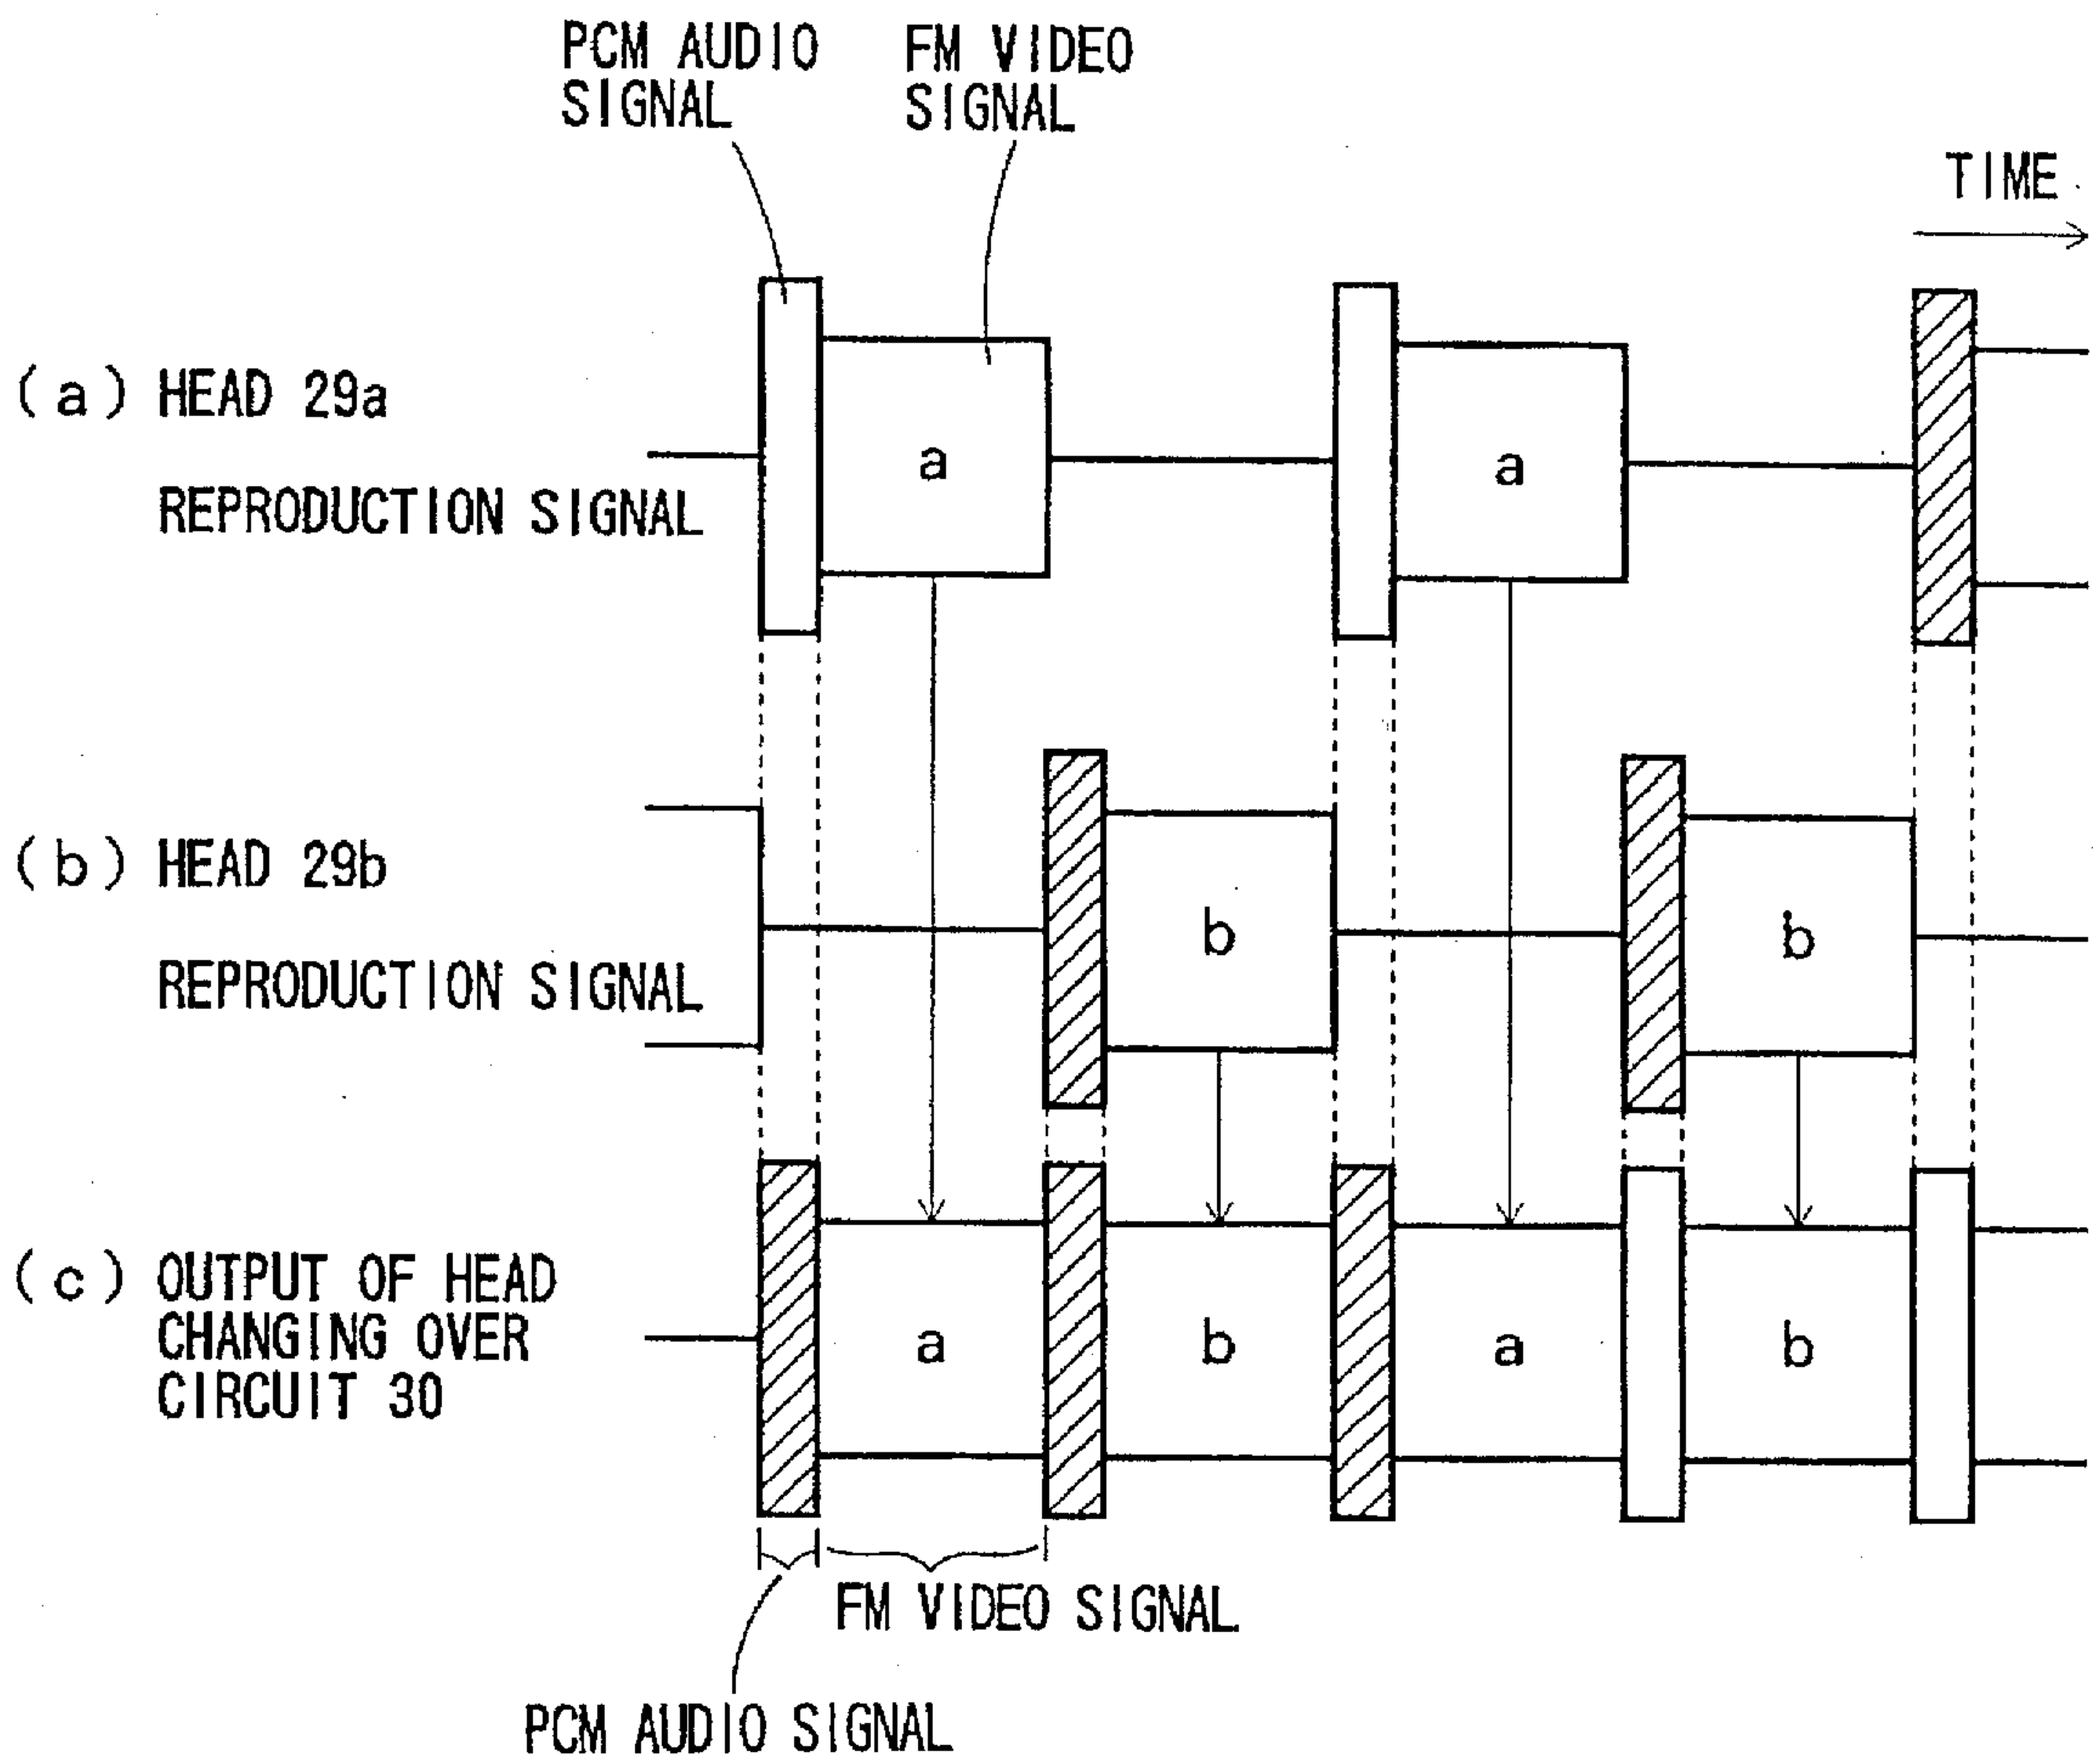 PCM AUDIO
SIGNAL
FM VIDEO
SIGNAL
TIME
(a) HEAD 29a
REPRODUCTION SIGNAL
a
a
(b) HEAD 29b
REPRODUCTION SIGNAL
b
b
(c) OUTPUT OF HEAD
CHANGING OVER
CIRCUIT 30
a
b
a
b
FM VIDEO SIGNAL
PCM AUDIO SIGNAL